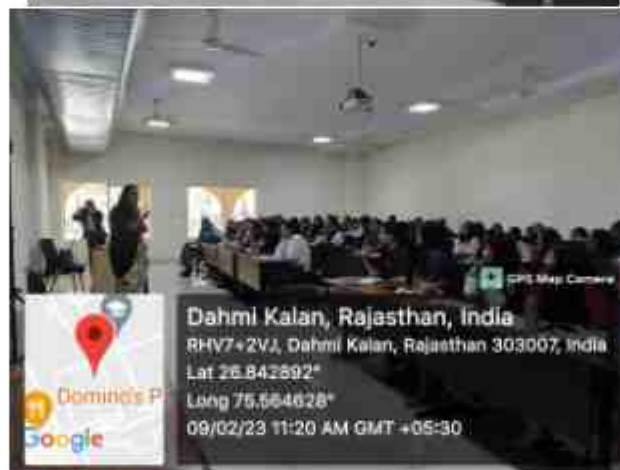 GPS Map Camera
Dahmi Kalan, Rajasthan, India
RHV7+2VJ, Dahmi Kalan, Rajasthan 303007, India
Lat 26.842892°
Long 75.564628°
09/02/23 11:20 AM GMT +05:30
Domino's P
Google